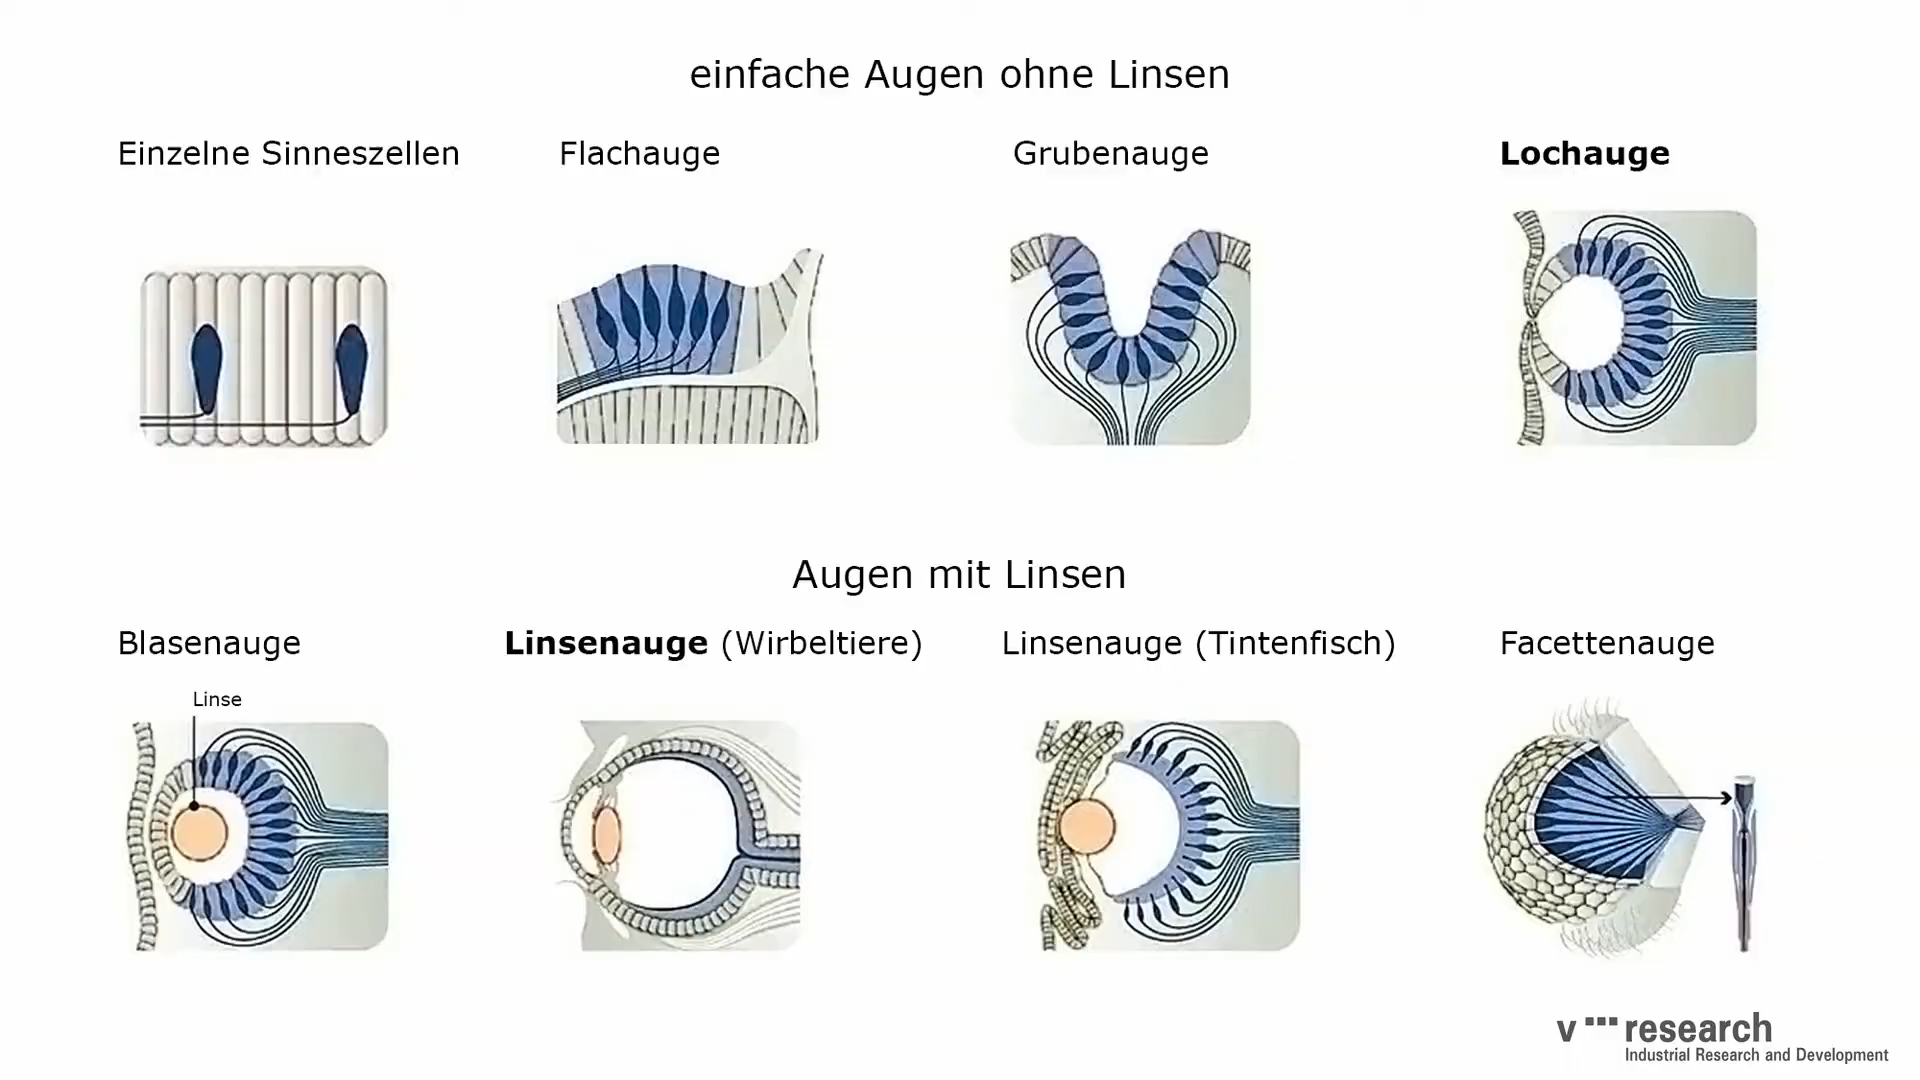 einfache Augen ohne Linsen
Einzelne Sinneszellen
Flachauge
Grubenauge
Lochauge
Augen mit Linsen
Blasenauge
Linsenauge (Wirbeltiere)
Linsenauge (Tintenfisch)
Facettenauge
Linse
v research
Industrial Research and Development